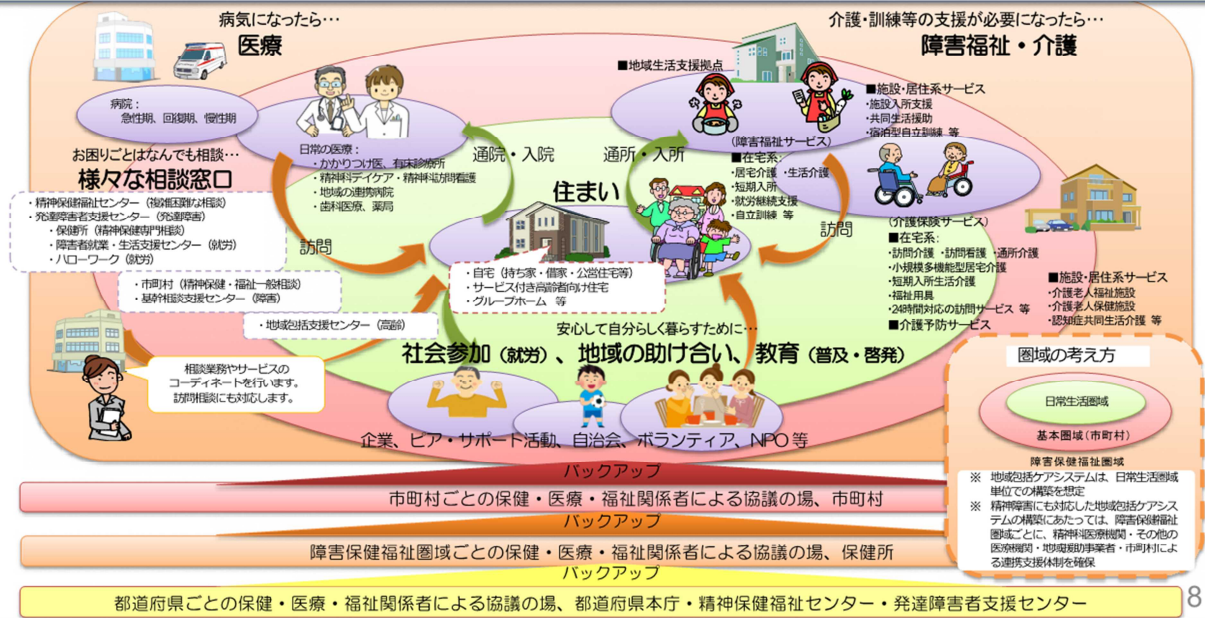 病気になったら…
医療
介護・訓練等の支援が必要になったら…
障害福祉・介護
病院：
急性期、回復期、慢性期
日常の医療：
・かかりつけ医、有床診療所
・精神科デイケア・精神科訪問看護
・地域の連携病院
・歯科医療、薬局
通院・入院
通所・入所
住まい
訪問
訪問
・自宅（持ち家・借家・公営住宅等）
・サービス付き高齢者向け住宅
・グループホーム 等
■地域生活支援拠点
(障害福祉サービス)
■在宅系：
・居宅介護 ・生活介護
・短期入所
・就労継続支援
・自立訓練 等
■施設・居住系サービス
・施設入所支援
・共同生活援助
・宿泊型自立訓練 等
(介護保険サービス)
■在宅系：
・訪問介護 ・訪問看護 ・通所介護
・小規模多機能型居宅介護
・短期入所生活介護
・福祉用具
・24時間対応の訪問サービス 等
■介護予防サービス
■施設・居住系サービス
・介護老人福祉施設
・介護老人保健施設
・認知症共同生活介護 等
お困りごとはなんでも相談…
様々な相談窓口
・精神保健福祉センター（複雑困難な相談）
・発達障害者支援センター（発達障害）
・保健所（精神保健専門相談）
・障害者就業・生活支援センター（就労）
・ハローワーク（就労）
・市町村（精神保健・福祉一般相談）
・基幹相談支援センター（障害）
・地域包括支援センター（高齢）
相談業務やサービスの
コーディネートを行います。
訪問相談にも対応します。
安心して自分らしく暮らすために…
社会参加（就労）、地域の助け合い、教育（普及・啓発）
企業、ピア・サポート活動、自治会、ボランティア、NPO 等
圏域の考え方
日常生活圏域
基本圏域（市町村）
障害保健福祉圏域
※ 地域包括ケアシステムは、日常生活圏域
単位での構築を想定
※ 精神障害にも対応した地域包括ケアシス
テムの構築にあたっては、障害保健福祉
圏域ごとに、精神科医療機関・その他の
医療機関・地域援助事業者・市町村によ
る連携支援体制を確保
バックアップ
市町村ごとの保健・医療・福祉関係者による協議の場、市町村
バックアップ
障害保健福祉圏域ごとの保健・医療・福祉関係者による協議の場、保健所
バックアップ
都道府県ごとの保健・医療・福祉関係者による協議の場、都道府県本庁・精神保健福祉センター・発達障害者支援センター
8